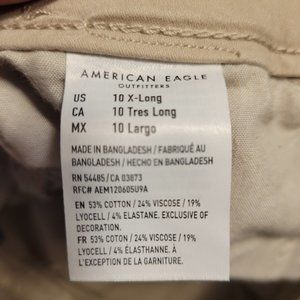 AMERICAN EAGLE
OUTFITTERS
US 10 X-Long
CA 10 Tres Long
MX 10 Largo
MADE IN BANGLADESH / FABRIQUÉ AU
BANGLADESH / HECHO EN BANGLADESH
RN 54485/ CA 03873
RFC# AEM120605U9A
EN 53% COTTON / 24% VISCOSE / 19%
LYOCELL / 4% ELASTANE. EXCLUSIVE OF
DECORATION.
FR 53% COTON / 24% VISCOSE / 19%
LYOCELL / 4% ÉLASTHANNE. À
L'EXCEPTION DE LA GARNITURE.